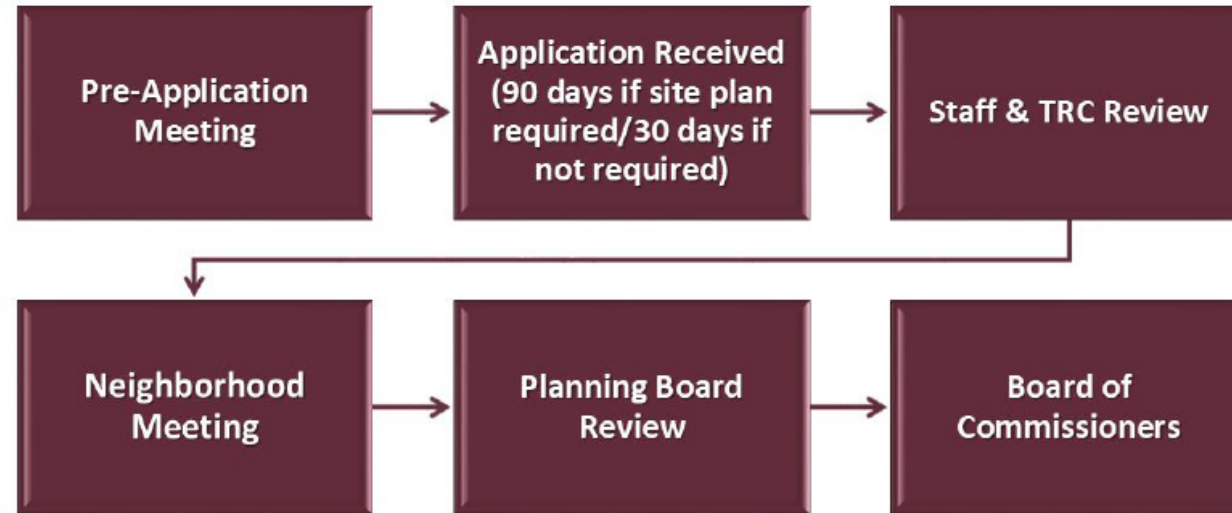 Pre-Application
Meeting
Application Received
(90 days if site plan
required/30 days if
not required)
Staff & TRC Review
Neighborhood
Meeting
Planning Board
Review
Board of
Commissioners